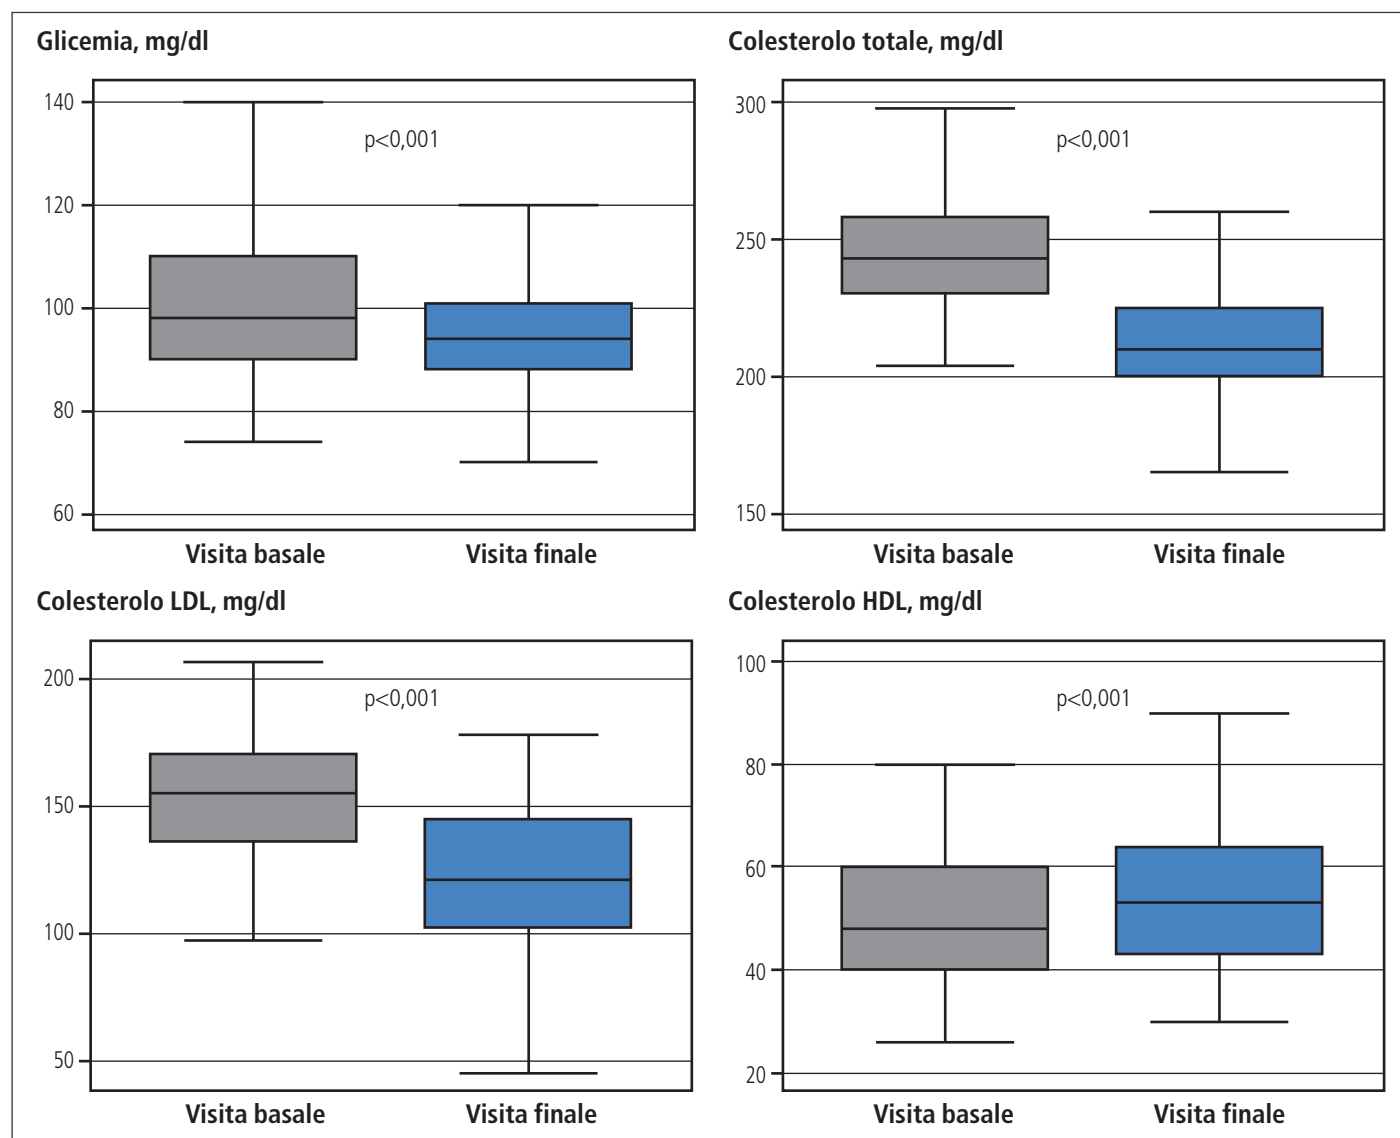 Glicemia, mg/dl
140
p<0,001
120
100
80
60
Visita basale Visita finale
Colesterolo totale, mg/dl
300
p<0,001
250
200
150
Visita basale Visita finale
Colesterolo LDL, mg/dl
200
p<0,001
150
100
50
Visita basale Visita finale
Colesterolo HDL, mg/dl
100
p<0,001
80
60
40
20
Visita basale Visita finale